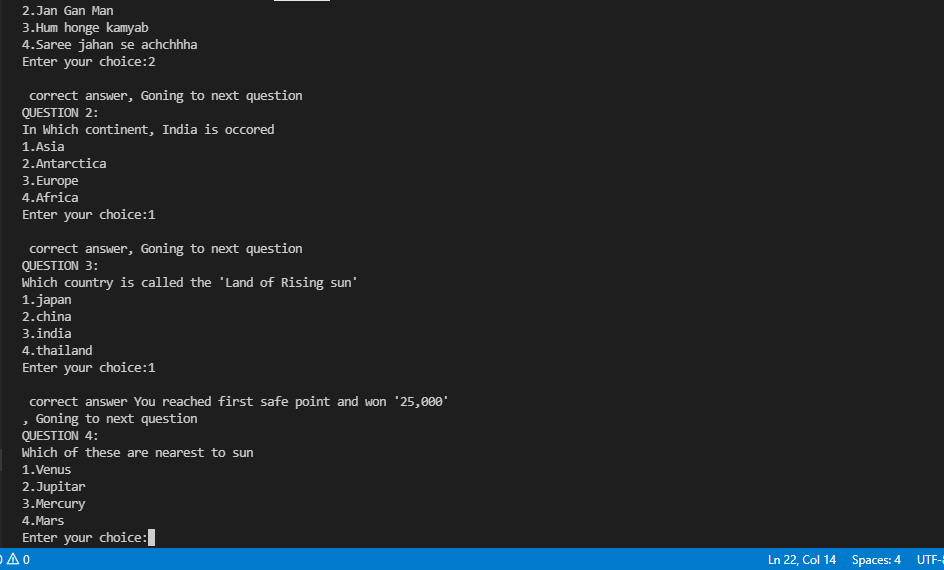 2.Jan Gan Man
3.Hum honge kamyab
4.Saree jahan se achchhha
Enter your choice:2
correct answer, Goning to next question
QUESTION 2:
In Which continent, India is occored
1.Asia
2.Antarctica
3.Europe
4.Africa
Enter your choice:1
correct answer, Goning to next question
QUESTION 3:
Which country is called the 'Land of Rising sun'
1.japan
2.china
3.india
4.thailand
Enter your choice:1
correct answer You reached first safe point and won '25,000'
, Goning to next question
QUESTION 4:
Which of these are nearest to sun
1.Venus
2.Jupitar
3.Mercury
4.Mars
Enter your choice:
0 Ln 22, Col 14 Spaces: 4 UTF-